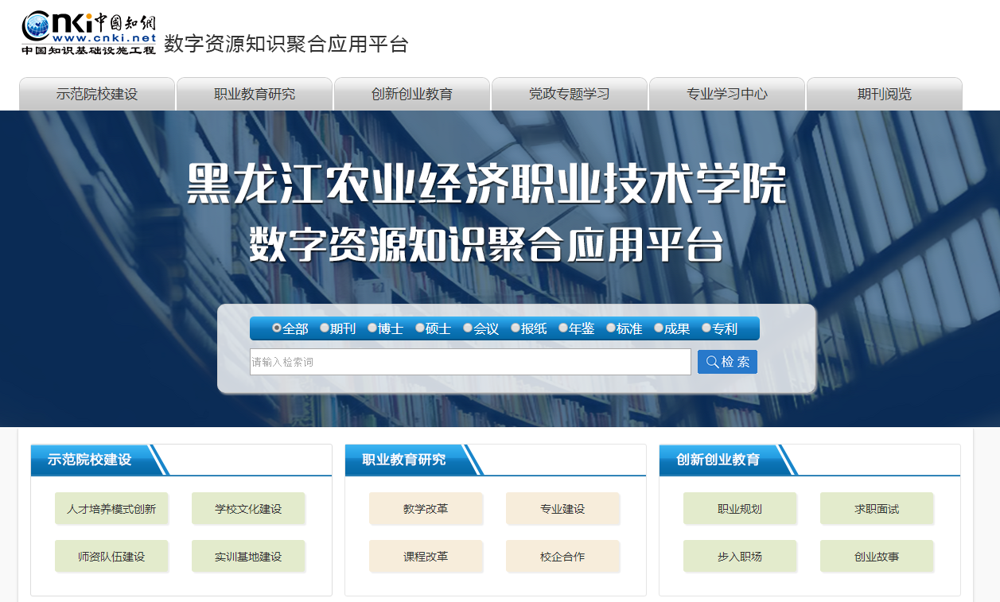 cnki中国知网
www.cnki.net
中国知识基础设施工程
数字资源知识聚合应用平台
示范院校建设 职业教育研究 创新创业教育 党政专题学习 专业学习中心 期刊阅览
黑龙江农业经济职业技术学院
数字资源知识聚合应用平台
全部 期刊 博士 硕士 会议 报纸 年鉴 标准 成果 专利
请输入检索词 检 索
示范院校建设 职业教育研究 创新创业教育
人才培养模式创新 学校文化建设 教学改革 专业建设 职业规划 求职面试
师资队伍建设 实训基地建设 课程改革 校企合作 步入职场 创业故事